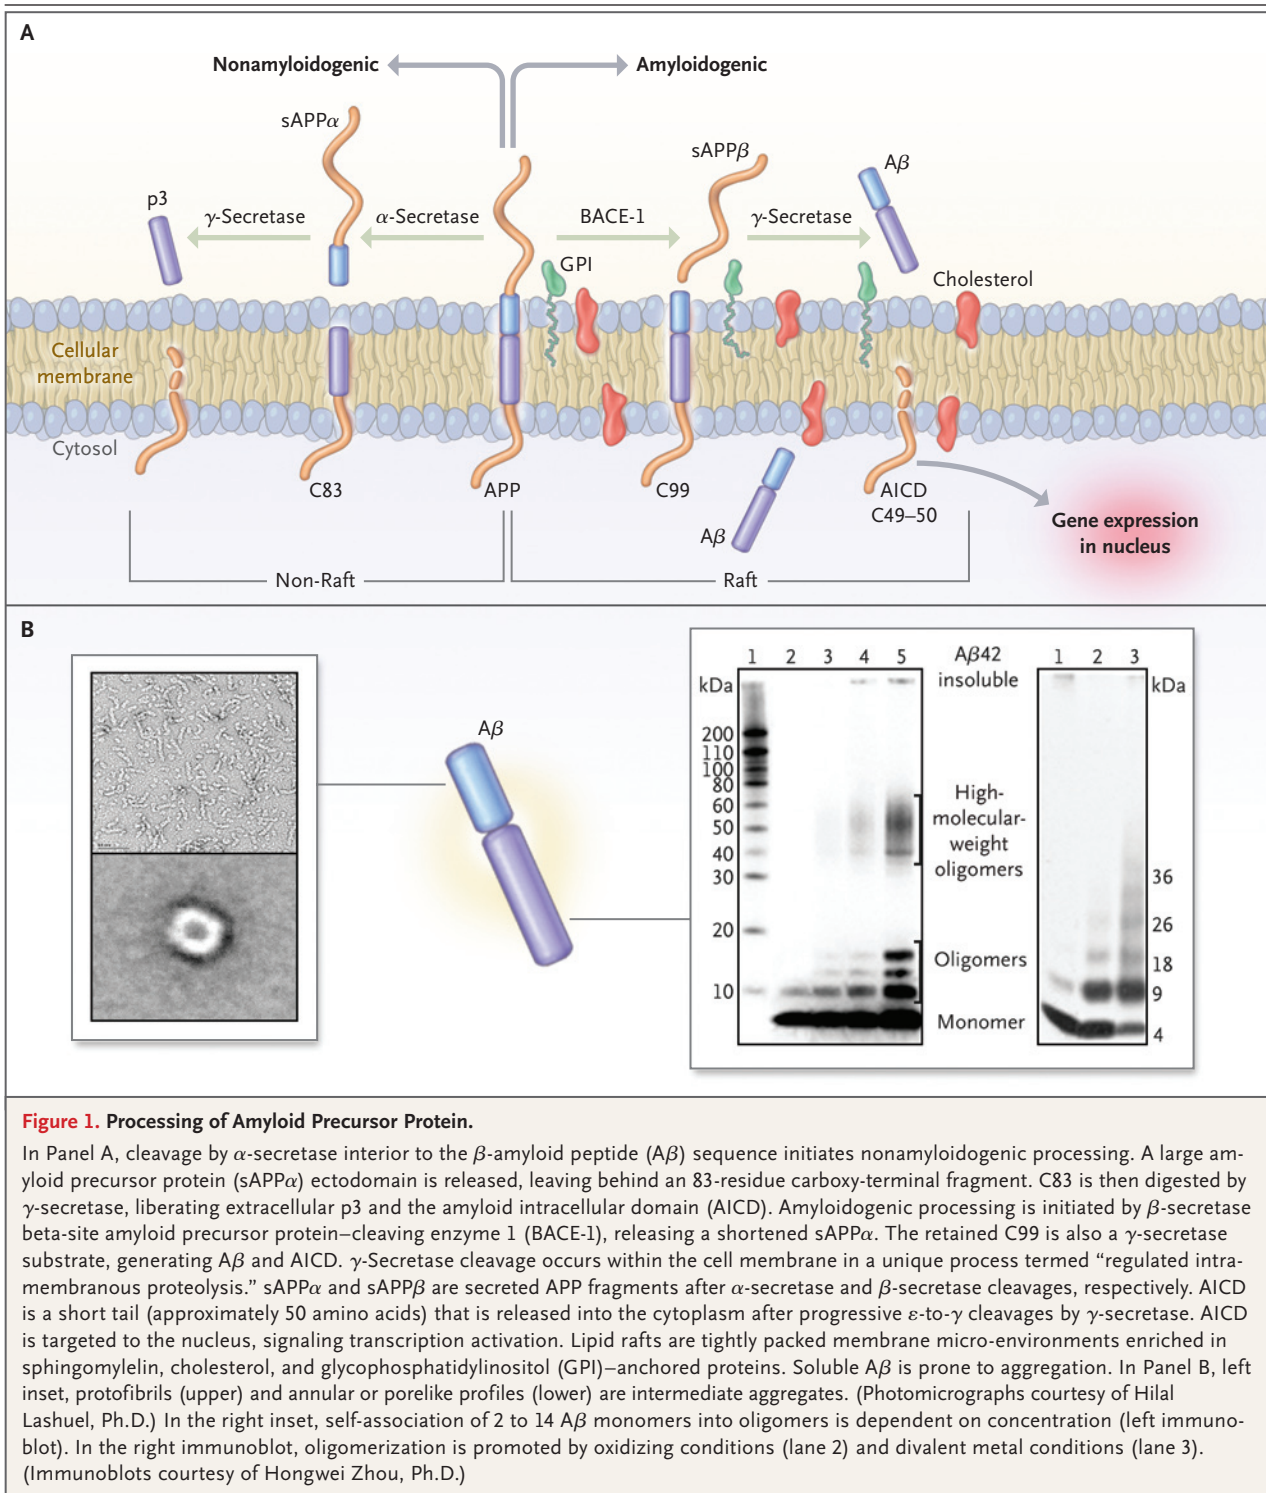 A
Nonamyloidogenic
Amyloidogenic
sAPPα
sAPPβ
Aβ
p3
γ-Secretase
α-Secretase
BACE-1
γ-Secretase
GPI
Cholesterol
Cellular
membrane
Cytosol
C83
APP
C99
Aβ
AICD
C49–50
Gene expression
in nucleus
Non-Raft
Raft
B
Aβ
1 2 3 4 5
kDa
200
110
100
80
60
50
40
30
20
10
Aβ42
insoluble
High-
molecular-
weight
oligomers
Oligomers
Monomer
1 2 3
kDa
36
26
18
9
4
Figure 1. Processing of Amyloid Precursor Protein.
In Panel A, cleavage by α-secretase interior to the β-amyloid peptide (Aβ) sequence initiates nonamyloidogenic processing. A large am-
yloid precursor protein (sAPPα) ectodomain is released, leaving behind an 83-residue carboxy-terminal fragment. C83 is then digested by
γ-secretase, liberating extracellular p3 and the amyloid intracellular domain (AICD). Amyloidogenic processing is initiated by β-secretase
beta-site amyloid precursor protein–cleaving enzyme 1 (BACE-1), releasing a shortened sAPPα. The retained C99 is also a γ-secretase
substrate, generating Aβ and AICD. γ-Secretase cleavage occurs within the cell membrane in a unique process termed “regulated intra-
membranous proteolysis.” sAPPα and sAPPβ are secreted APP fragments after α-secretase and β-secretase cleavages, respectively. AICD
is a short tail (approximately 50 amino acids) that is released into the cytoplasm after progressive ε-to-γ cleavages by γ-secretase. AICD
is targeted to the nucleus, signaling transcription activation. Lipid rafts are tightly packed membrane micro-environments enriched in
sphingomylelin, cholesterol, and glycophosphatidylinositol (GPI)–anchored proteins. Soluble Aβ is prone to aggregation. In Panel B, left
inset, protofibrils (upper) and annular or porelike profiles (lower) are intermediate aggregates. (Photomicrographs courtesy of Hilal
Lashuel, Ph.D.) In the right inset, self-association of 2 to 14 Aβ monomers into oligomers is dependent on concentration (left immuno-
blot). In the right immunoblot, oligomerization is promoted by oxidizing conditions (lane 2) and divalent metal conditions (lane 3).
(Immunoblots courtesy of Hongwei Zhou, Ph.D.)